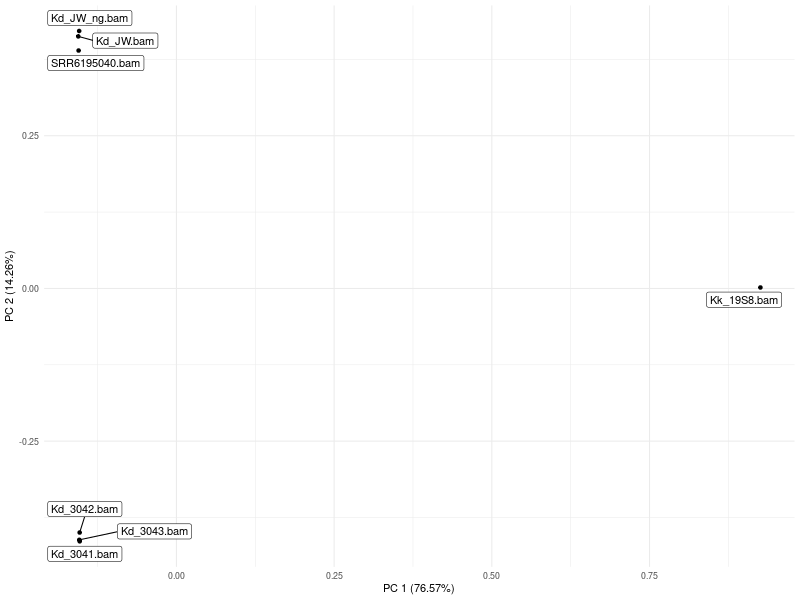 Kd_JW_ng.bam
Kd_JW.bam
SRR6195040.bam
0.25
PC 2 (14.26%)
0.00
Kk_19S8.bam
-0.25
Kd_3042.bam
Kd_3043.bam
Kd_3041.bam
0.00
0.25
0.50
0.75
PC 1 (76.57%)